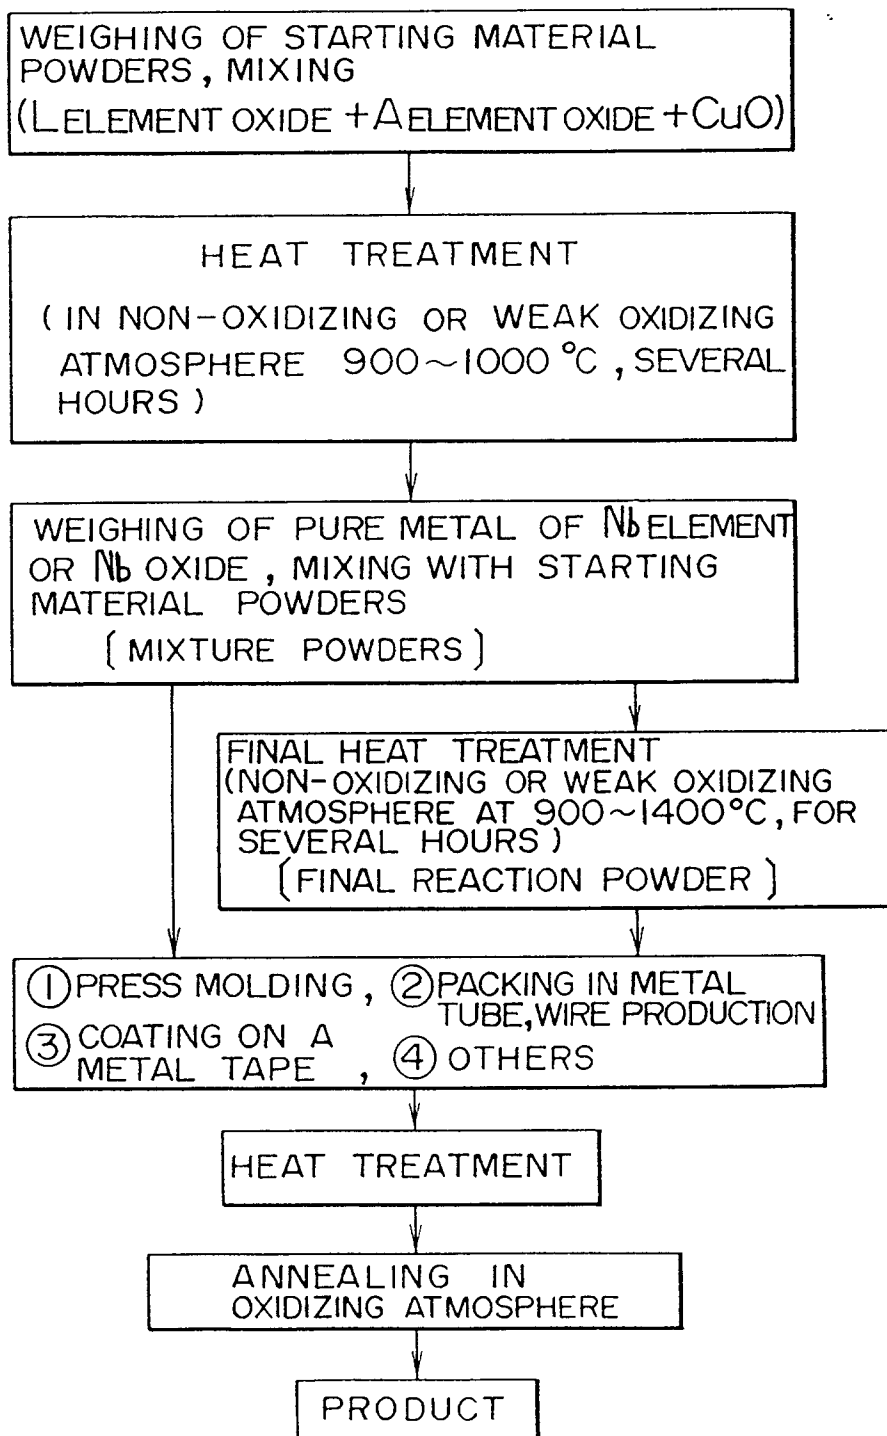 WEIGHING OF STARTING MATERIAL
POWDERS, MIXING
(L ELEMENT OXIDE + A ELEMENT OXIDE + CuO)
HEAT TREATMENT
(IN NON-OXIDIZING OR WEAK OXIDIZING
ATMOSPHERE 900~1000°C, SEVERAL
HOURS)
WEIGHING OF PURE METAL OF Nb ELEMENT
OR Nb OXIDE, MIXING WITH STARTING
MATERIAL POWDERS
(MIXTURE POWDERS)
FINAL HEAT TREATMENT
(NON-OXIDIZING OR WEAK OXIDIZING
ATMOSPHERE AT 900~1400°C, FOR
SEVERAL HOURS)
(FINAL REACTION POWDER)
① PRESS MOLDING, ② PACKING IN METAL
TUBE, WIRE PRODUCTION
③ COATING ON A
METAL TAPE, ④ OTHERS
HEAT TREATMENT
ANNEALING IN
OXIDIZING ATMOSPHERE
PRODUCT